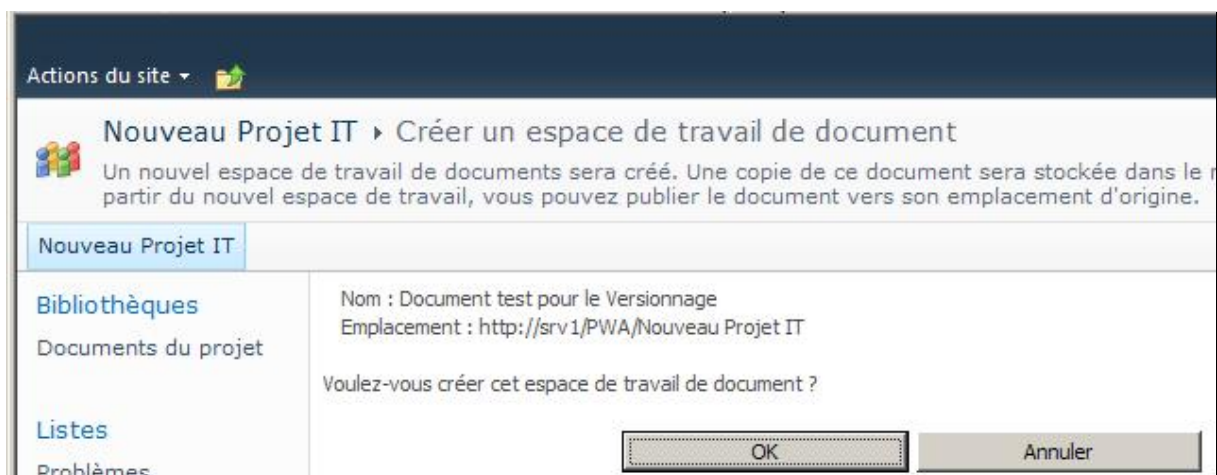 Actions du site
Nouveau Projet IT ▸ Créer un espace de travail de document
Un nouvel espace de travail de documents sera créé. Une copie de ce document sera stockée dans le
partir du nouvel espace de travail, vous pouvez publier le document vers son emplacement d'origine.
Nouveau Projet IT
Bibliothèques
Documents du projet
Listes
Problèmes
Nom : Document test pour le Versionnage
Emplacement : http://srv1/PWA/Nouveau Projet IT
Voulez-vous créer cet espace de travail de document ?
OK
Annuler